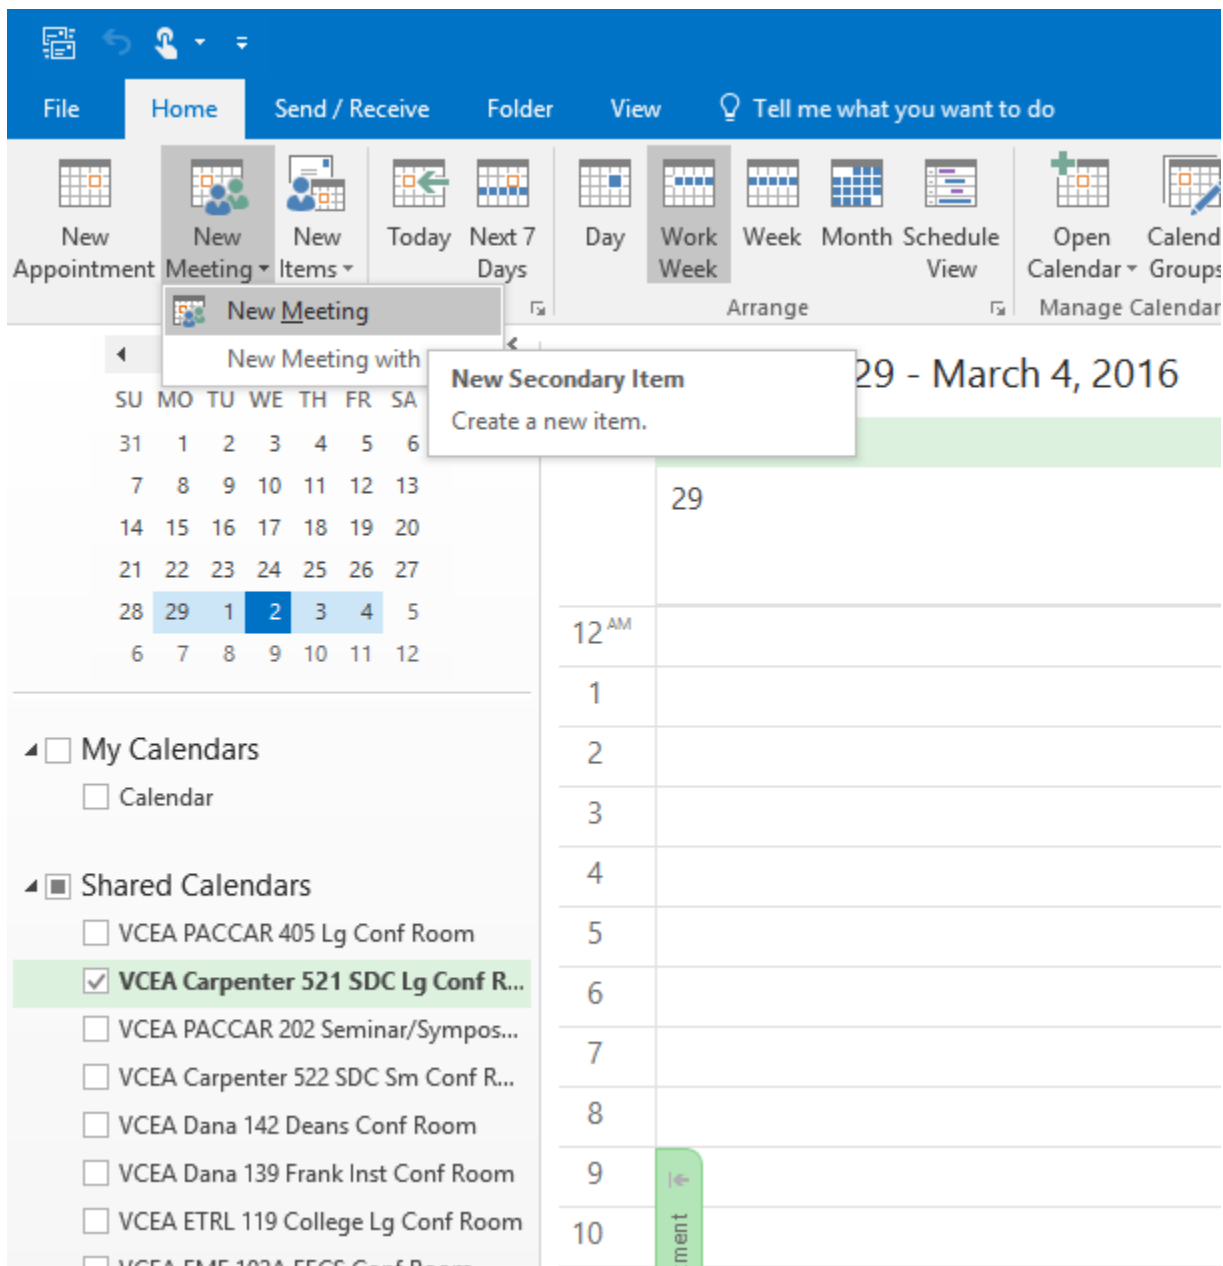 File Home Send / Receive Folder View Tell me what you want to do
New Appointment New Meeting New Items Today Next 7 Days Day Work Week Week Month Schedule View Open Calendar Calend Groups
Arrange Manage Calendar
New Meeting
New Meeting with
New Secondary Item
Create a new item.
29 - March 4, 2016
SU MO TU WE TH FR SA
31 1 2 3 4 5 6
7 8 9 10 11 12 13
14 15 16 17 18 19 20
21 22 23 24 25 26 27
28 29 1 2 3 4 5
6 7 8 9 10 11 12
My Calendars
Calendar
Shared Calendars
VCEA PACCAR 405 Lg Conf Room
VCEA Carpenter 521 SDC Lg Conf R...
VCEA PACCAR 202 Seminar/Sympos...
VCEA Carpenter 522 SDC Sm Conf R...
VCEA Dana 142 Deans Conf Room
VCEA Dana 139 Frank Inst Conf Room
VCEA ETRL 119 College Lg Conf Room
29
12 AM
1
2
3
4
5
6
7
8
9
10
ment